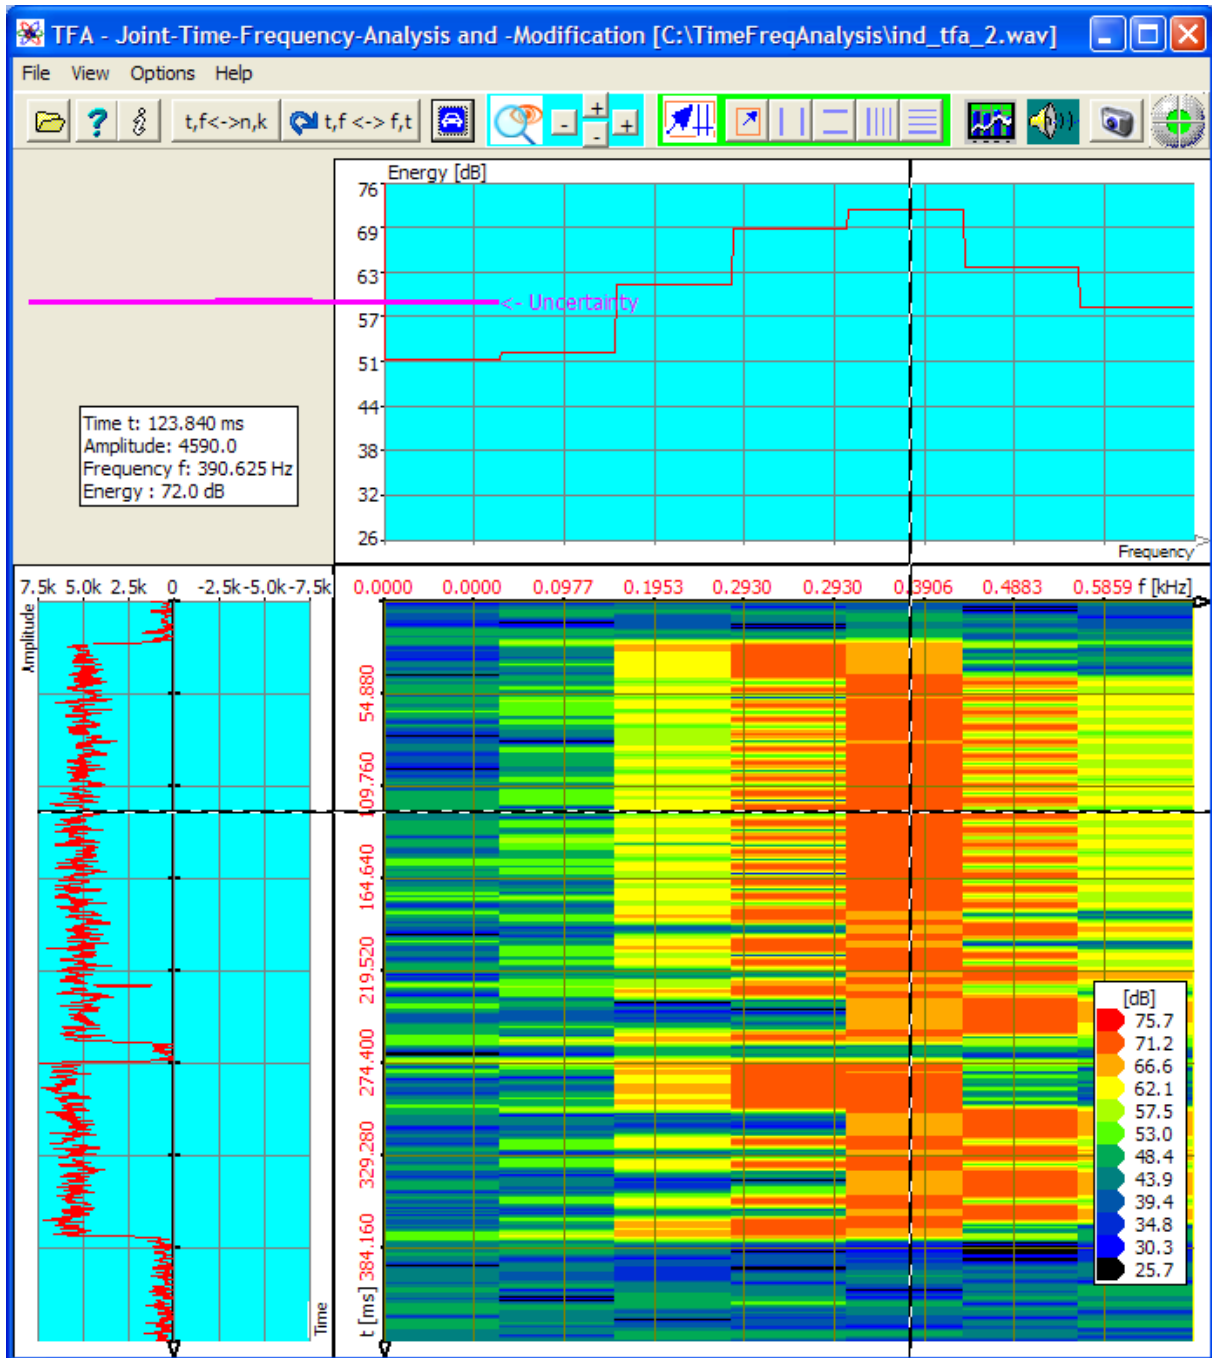 TFA - Joint-Time-Frequency-Analysis and -Modification [C:\TimeFreqAnalysis\ind_tfa_2.wav]
File View Options Help
t,f<->n,k t,f <-> f,t - + - +
Energy [dB]
76
69
63
<- Uncertainty
57
51
44
38
32
26
Frequency
Time t: 123.840 ms
Amplitude: 4590.0
Frequency f: 390.625 Hz
Energy : 72.0 dB
7.5k 5.0k 2.5k 0 -2.5k -5.0k -7.5k
Amplitude
Time
0.0000 0.0000 0.0977 0.1953 0.2930 0.2930 0.3906 0.4883 0.5859 f [kHz]
54.880
109.760
164.640
219.520
274.400
329.280
384.160
t [ms]
[dB]
75.7
71.2
66.6
62.1
57.5
53.0
48.4
43.9
39.4
34.8
30.3
25.7